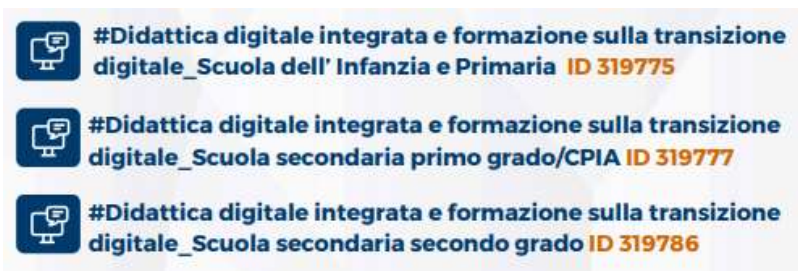 #Didattica digitale integrata e formazione sulla transizione
digitale_Scuola dell' Infanzia e Primaria ID 319775
#Didattica digitale integrata e formazione sulla transizione
digitale_Scuola secondaria primo grado/CPIA ID 319777
#Didattica digitale integrata e formazione sulla transizione
digitale_Scuola secondaria secondo grado ID 319786